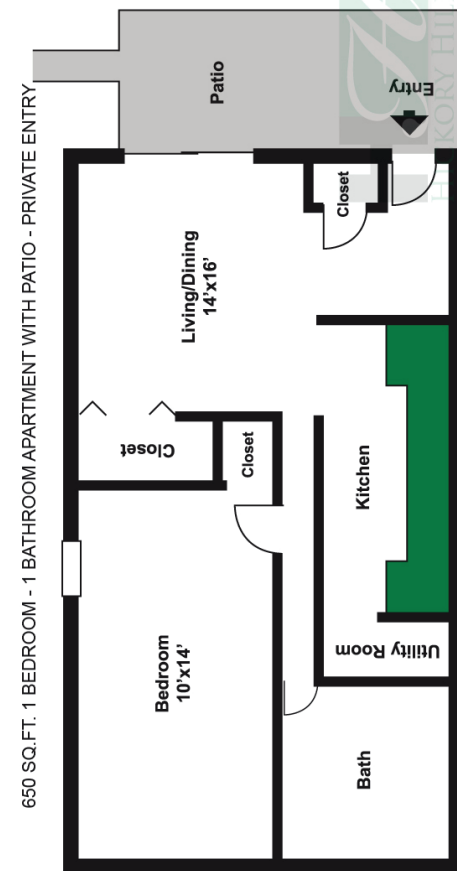 650 SQ.FT. 1 BEDROOM - 1 BATHROOM APARTMENT WITH PATIO - PRIVATE ENTRY
Patio
Entry
Closet
Living/Dining
14'x16'
Closet
Closet
Kitchen
Bedroom
10'x14'
Utility Room
Bath